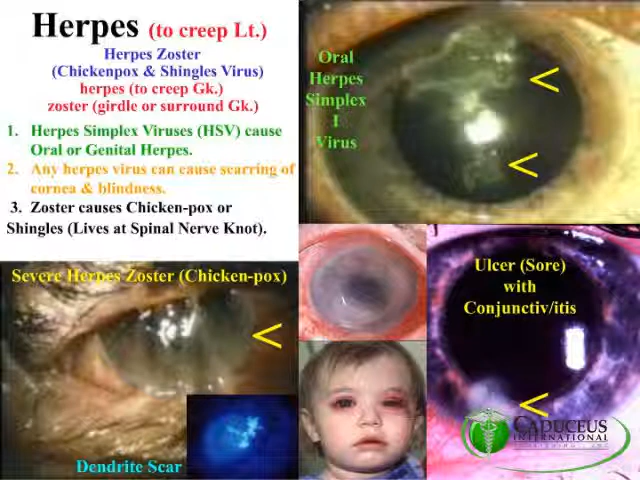 Herpes (to creep Lt.)
Herpes Zoster
(Chickenpox & Shingles Virus)
herpes (to creep Gk.)
zoster (girdle or surround Gk.)
1. Herpes Simplex Viruses (HSV) cause
Oral or Genital Herpes.
2. Any herpes virus can cause scarring of
cornea & blindness.
3. Zoster causes Chicken-pox or
Shingles (Lives at Spinal Nerve Knot).
Oral
Herpes
Simplex
I
Virus
<
<
Severe Herpes Zoster (Chicken-pox)
<
Dendrite Scar
Ulcer (Sore)
with
Conjunctiv/itis
<
CADUCEUS
INTERNATIONAL